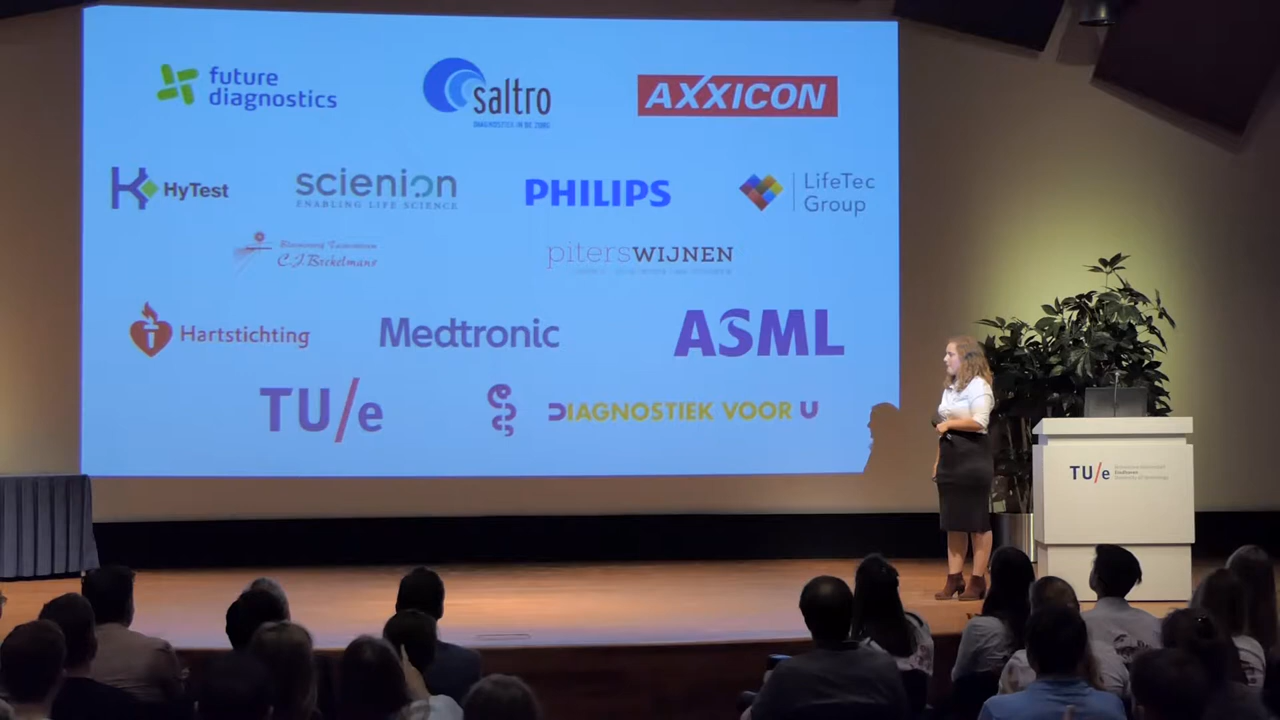 future
diagnostics
saltro
DIAGNOSTIEK IN DE ZORG
AXXICON
HyTest
scienion
ENABLING LIFE SCIENCE
PHILIPS
LifeTec
Group
C.J. Brekelmans
piterswijnen
Hartstichting
Medtronic
ASML
TU/e
DIAGNOSTIEK VOOR U
TU/e